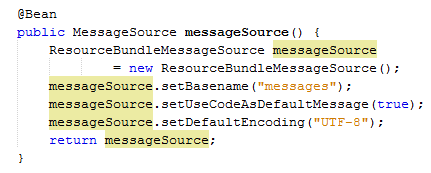 @Bean
public MessageSource messageSource() {
ResourceBundleMessageSource messageSource
= new ResourceBundleMessageSource();
messageSource.setBasename("messages");
messageSource.setUseCodeAsDefaultMessage(true);
messageSource.setDefaultEncoding("UTF-8");
return messageSource;
}